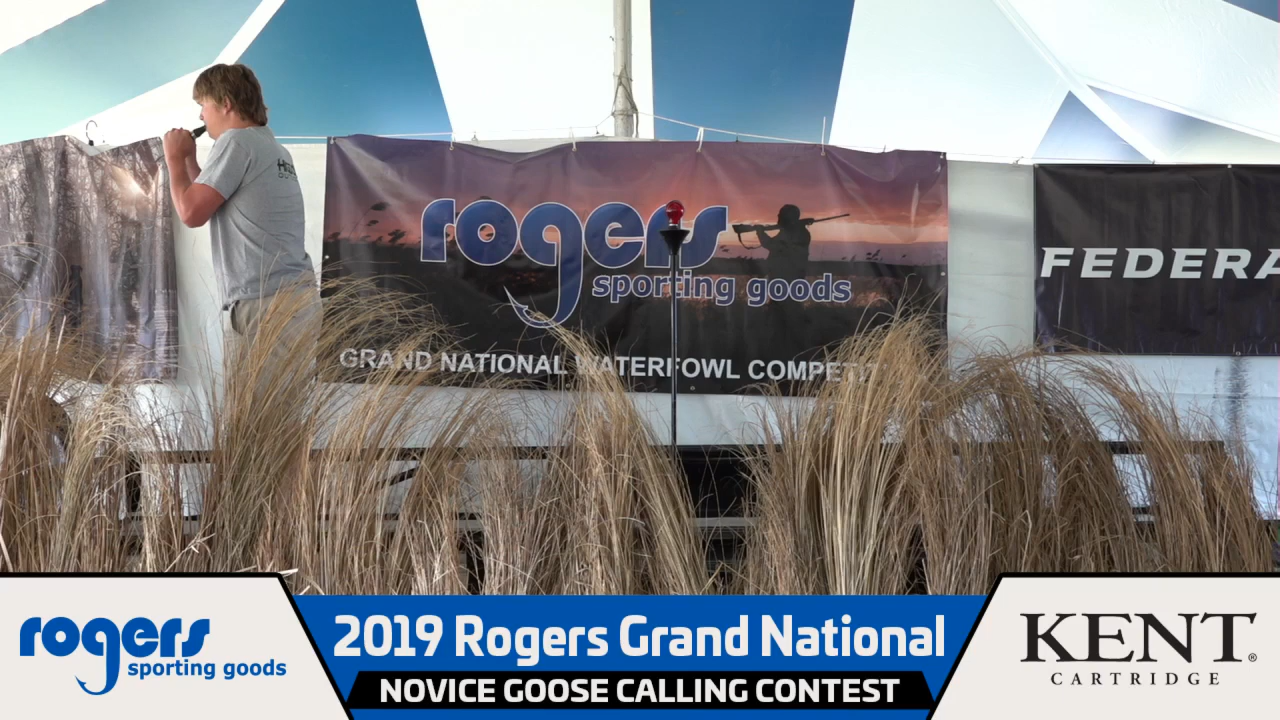 rogers
sporting goods
GRAND NATIONAL WATERFOWL
FEDERA
rogers
sporting goods
2019 Rogers Grand National
NOVICE GOOSE CALLING CONTEST
KENT®
CARTRIDGE